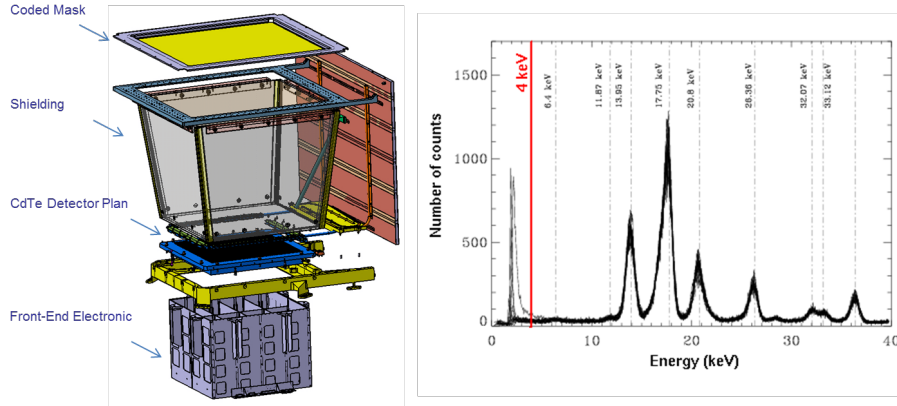 Coded Mask
Shielding
CdTe Detector Plan
Front-End Electronic
4 keV
6.4 keV
11.87 keV
13.95 keV
17.75 keV
20.8 keV
26.36 keV
32.07 keV
33.12 keV
1500
1000
500
0
Number of counts
0 10 20 30 40
Energy (keV)